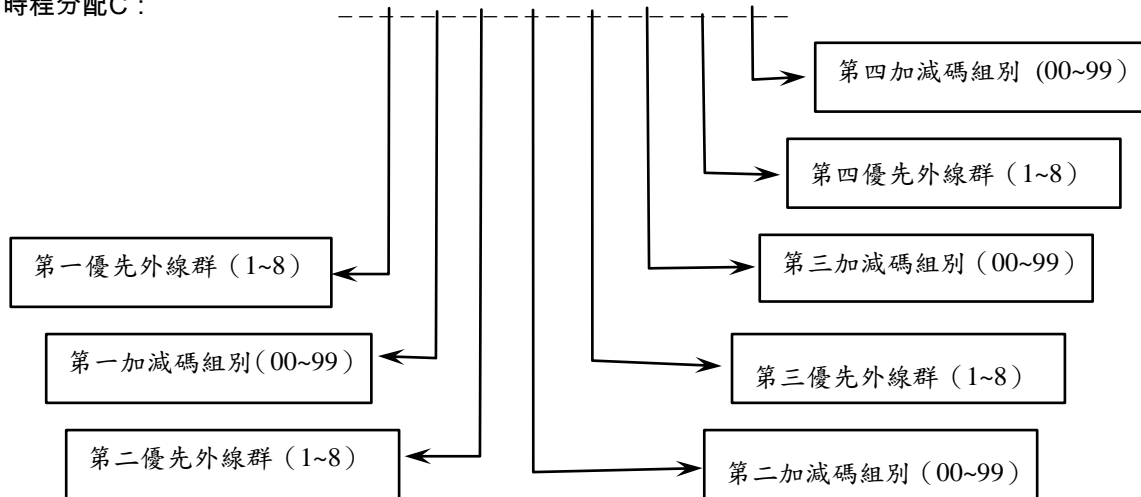 時程分配C：
第四加減碼組別 (00~99)
第四優先外線群（1~8）
第一優先外線群（1~8）
第三加減碼組別（00~99）
第一加減碼組別（00~99）
第三優先外線群（1~8）
第二優先外線群（1~8）
第二加減碼組別（00~99）